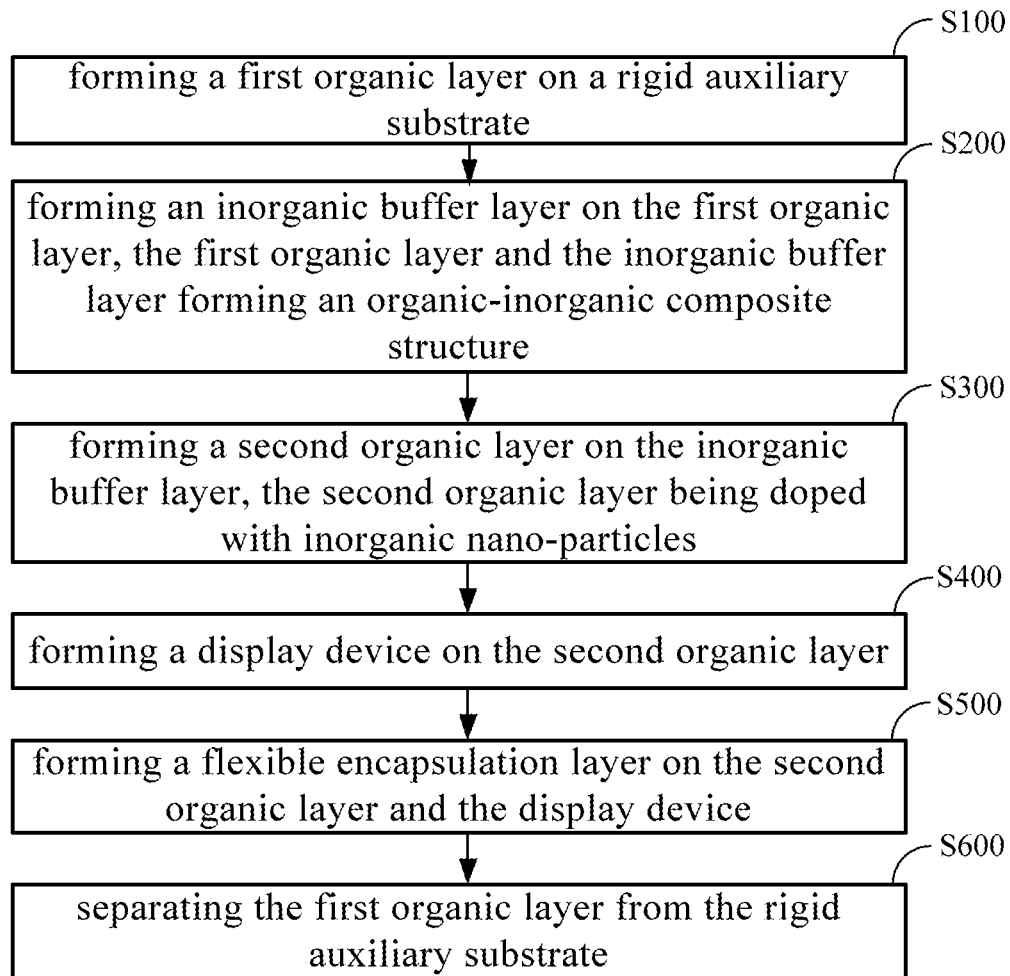 S100
forming a first organic layer on a rigid auxiliary
substrate
S200
forming an inorganic buffer layer on the first organic
layer, the first organic layer and the inorganic buffer
layer forming an organic-inorganic composite
structure
S300
forming a second organic layer on the inorganic
buffer layer, the second organic layer being doped
with inorganic nano-particles
S400
forming a display device on the second organic layer
S500
forming a flexible encapsulation layer on the second
organic layer and the display device
S600
separating the first organic layer from the rigid
auxiliary substrate